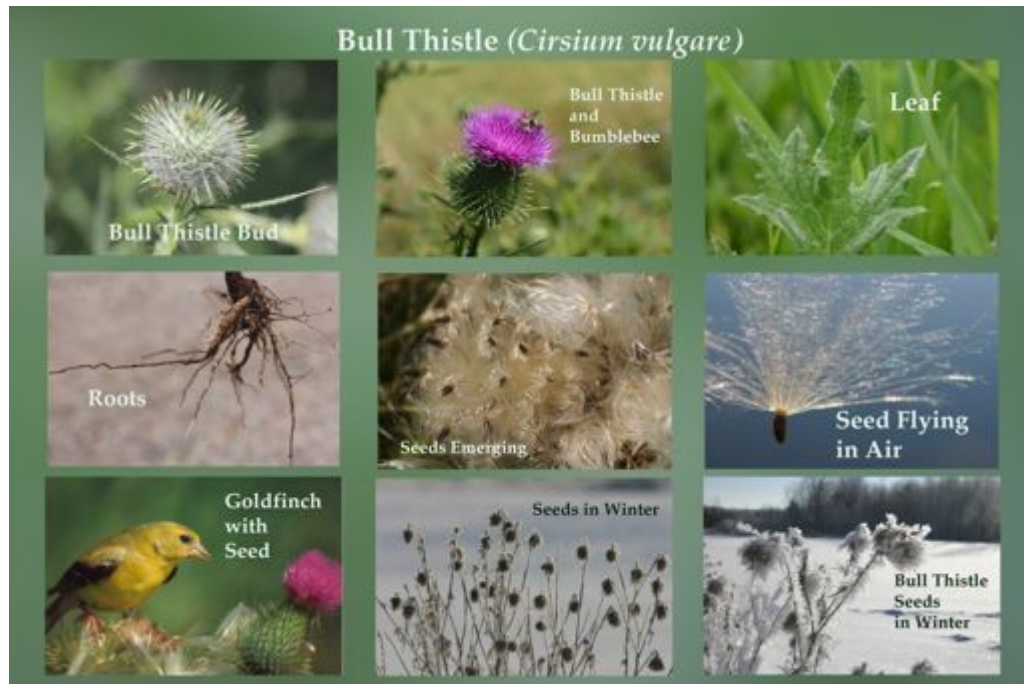 Bull Thistle (Cirsium vulgare)
Bull Thistle Bud
Bull Thistle
and
Bumblebee
Leaf
Roots
Seeds Emerging
Seed Flying
in Air
Goldfinch
with
Seed
Seeds in Winter
Bull Thistle
Seeds
in Winter